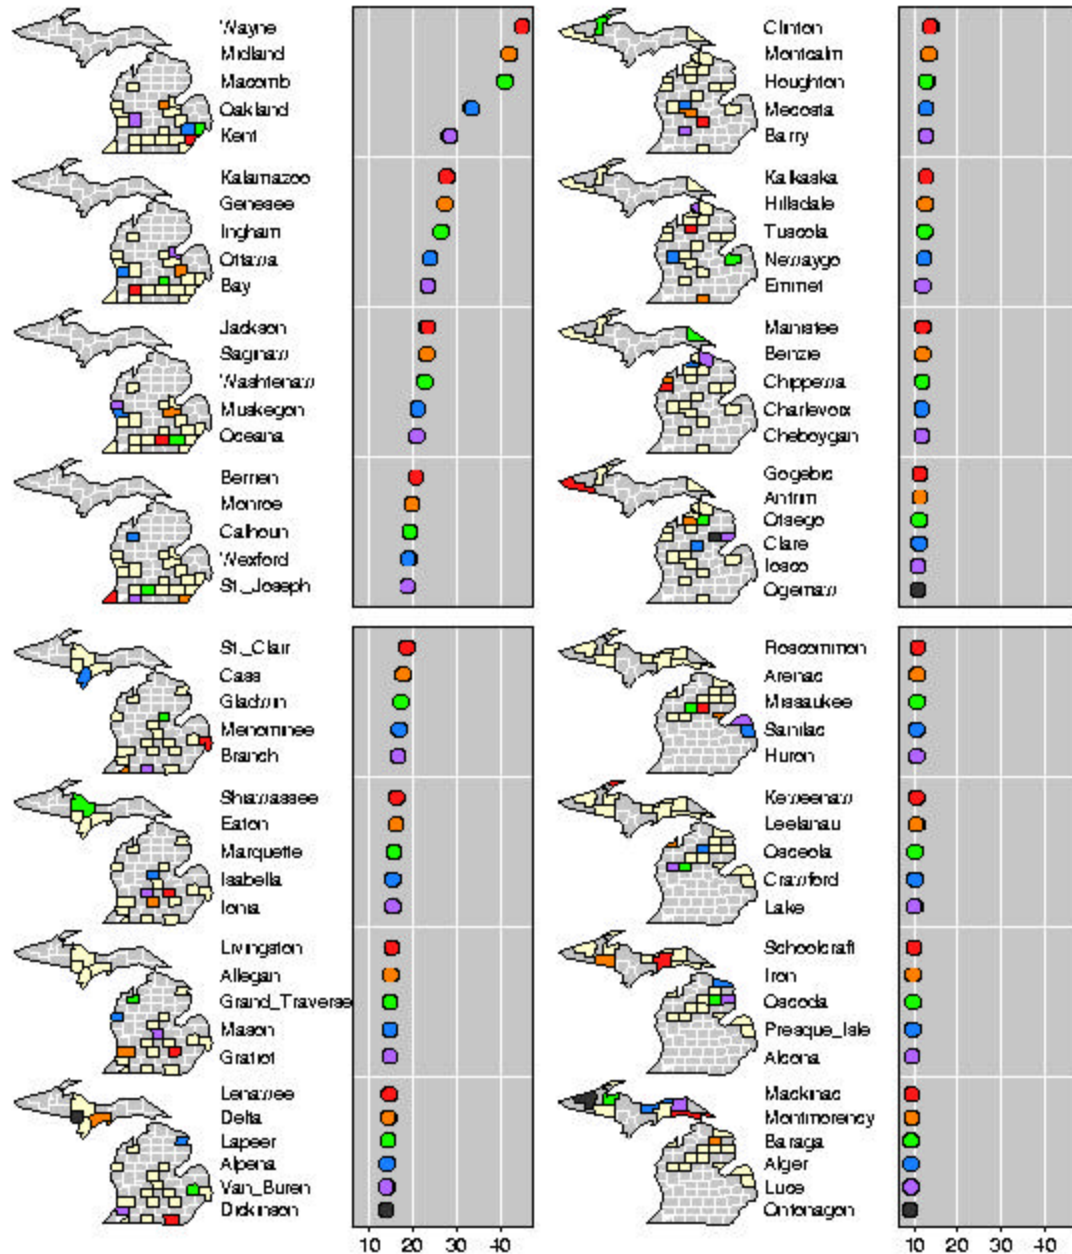 Wayne
Midland
Macomb
Oakland
Kent
Kalamazoo
Genesee
Ingham
Ottawa
Bay
Jackson
Saginaw
Washtenaw
Muskegon
Oceana
Berrien
Monroe
Calhoun
Wexford
St._Joseph
St._Clair
Cass
Gladwin
Menominee
Branch
Shiawassee
Eaton
Marquette
Isabella
Ionia
Livingston
Allegan
Grand_Traverse
Mason
Gratiot
Lenawee
Delta
Lapeer
Alpena
Van_Buren
Dickinson
10 20 30 40
Clinton
Montcalm
Houghton
Mecosta
Barry
Kalkaska
Hillsdale
Tuscola
Newaygo
Emmet
Manistee
Benzie
Chippewa
Charlevoix
Cheboygan
Gogebic
Antrim
Otsego
Clare
Iosco
Ogemaw
Roscommon
Arenac
Missaukee
Sanilac
Huron
Keweenaw
Leelanau
Osceola
Crawford
Lake
Schoolcraft
Iron
Oscoda
Presque_Isle
Alcona
Mackinac
Montmorency
Baraga
Alger
Luce
Ontonagon
10 20 30 40